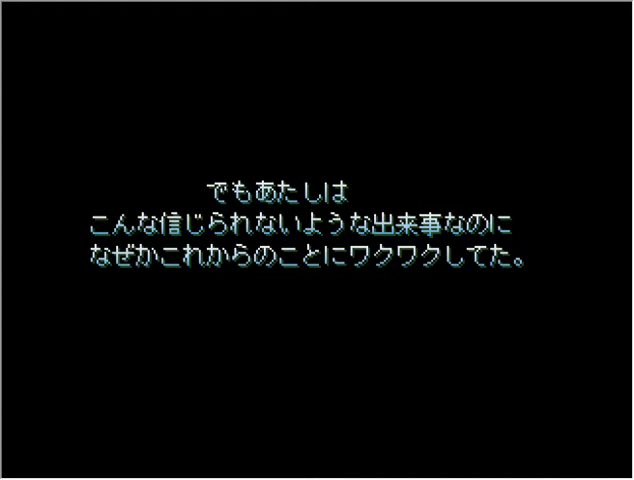 でもあたしは
こんな信じられないような出来事なのに
なぜかこれからのことにワクワクしてた。